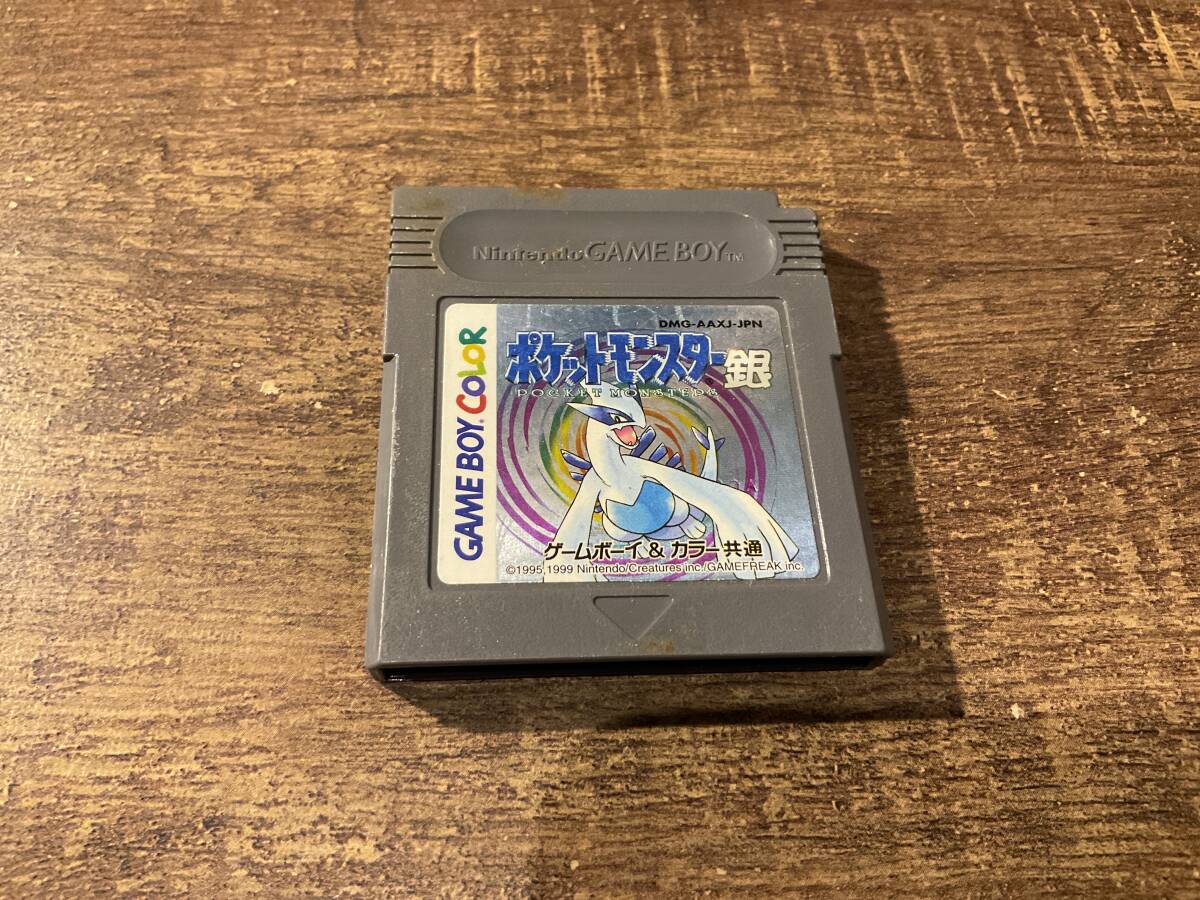 Nintendo GAME BOY TM
DMG-AAXJ-JPN
ポケットモンスター銀
POCKET MONSTERS
GAME BOY COLOR
ゲームボーイ & カラー共通
©1995,1999 Nintendo/Creatures inc./GAMEFREAK inc.